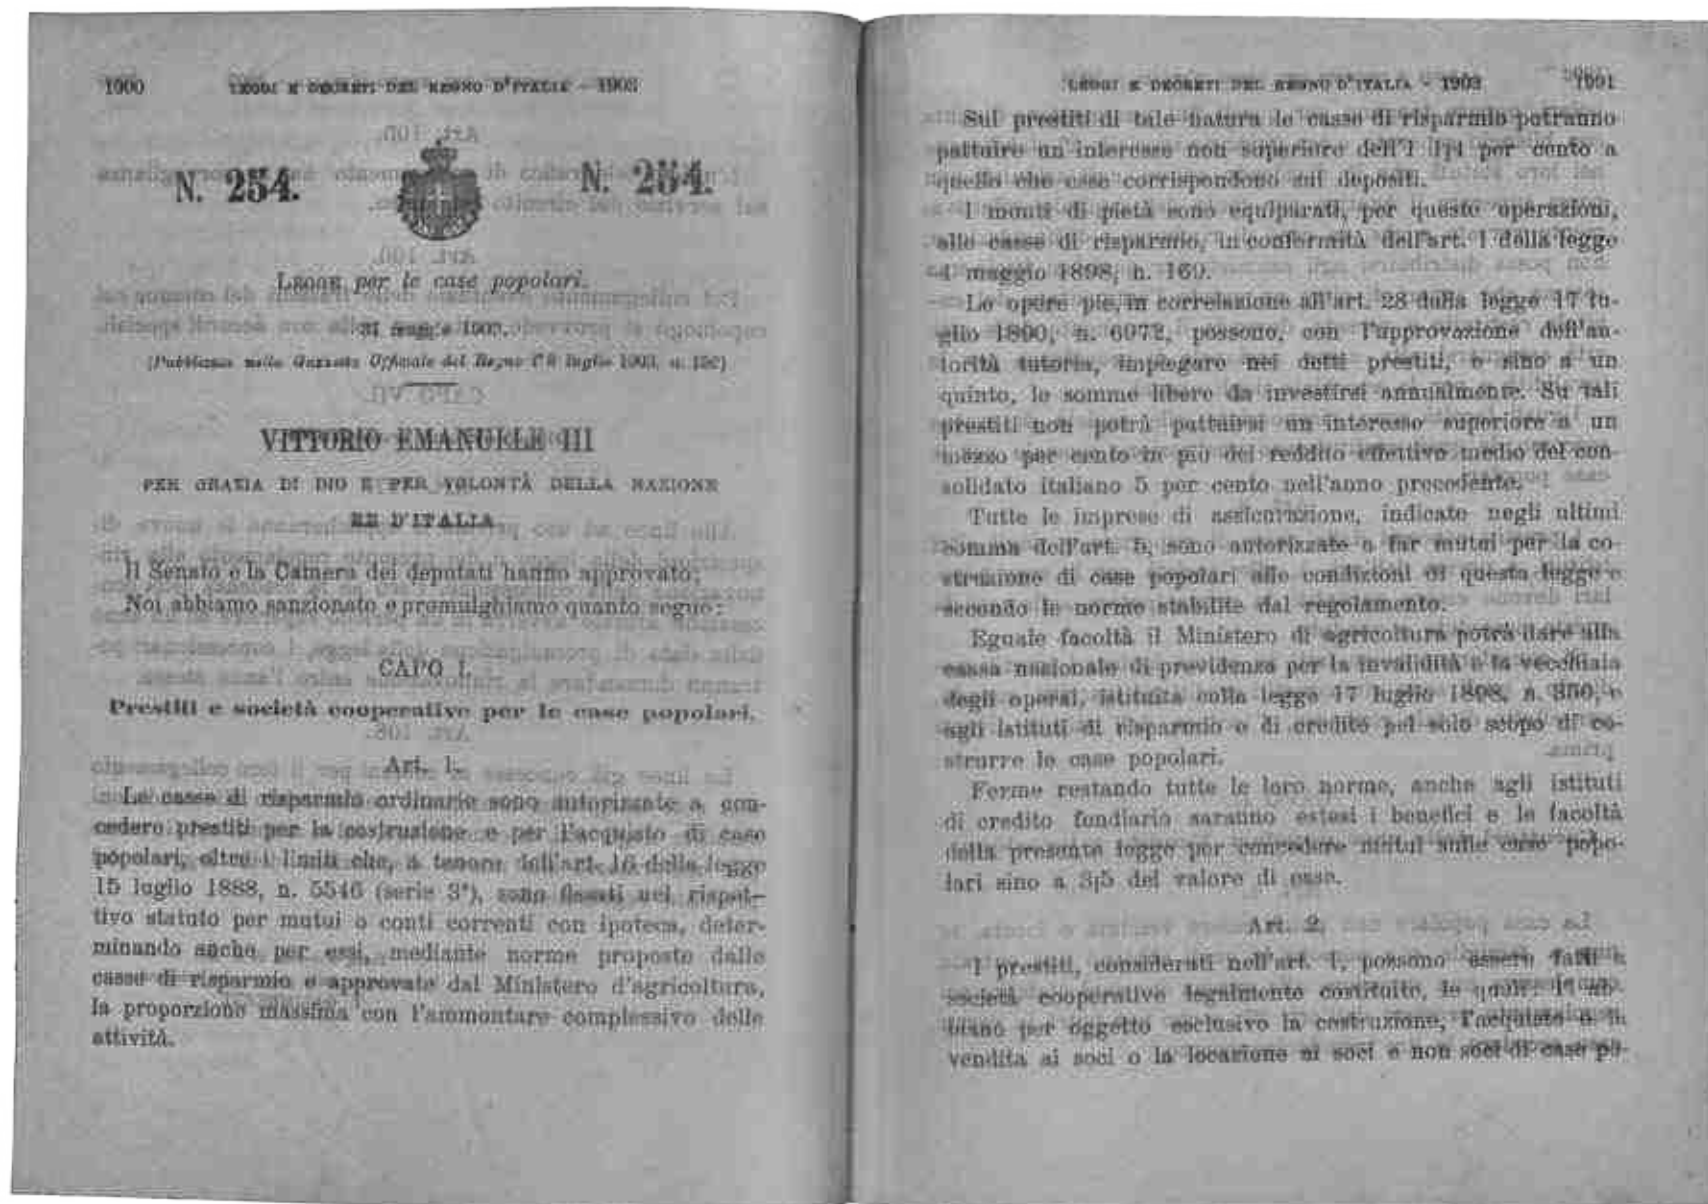 1900 LEGGI E DECRETI DEL REGNO D'ITALIA - 1903
N. 254. N. 254.
LEGGE per le case popolari.
31 maggio 1903.
(Pubblicata nella Gazzetta Ufficiale del Regno l'8 luglio 1903, n.
VITTORIO EMANUELE III
PER GRAZIA DI DIO E PER VOLONTÀ DELLA NAZIONE
RE D'ITALIA
Il Senato e la Camera dei deputati hanno approvato;
Noi abbiamo sanzionato e promulghiamo quanto segue:
CAPO I.
Prestiti e società cooperative per le case popolari.
Art. 1.
Le casse di risparmio ordinarie sono autorizzate a con-
cedere prestiti per la costruzione e per l'acquisto di case
popolari, oltre i limiti che, a tenore dell'art. 16 della legge
15 luglio 1888, n. 5546 (serie 3ª), sono fissati nei rispet-
tivo statuto per mutui o conti correnti con ipoteca, deter-
minando anche per essi, mediante norme proposte dalle
casse di risparmio e approvate dal Ministero d'agricoltura,
la proporzione massima con l'ammontare complessivo delle
attività.
LEGGI E DECRETI DEL REGNO D'ITALIA - 1903 1901
Sui prestiti di tale natura le casse di risparmio potranno
pattuire un interesse non superiore dell'1 1|4 per cento a
quello che esse corrispondono sui depositi.
I monti di pietà sono equiparati, per queste operazioni,
alle casse di risparmio, in conformità dell'art. 1 della legge
4 maggio 1898, n. 169.
Le opere pie, in correlazione all'art. 28 della legge 17 lu-
glio 1890, n. 6972, possono, con l'approvazione dell'au-
torità tutoria, impiegare nei detti prestiti, e sino a un
quinto, le somme libere da investirsi annualmente. Su tali
prestiti non potrà pattuirsi un interesse superiore a un
mezzo per cento in più del reddito effettivo medio del con-
solidato italiano 5 per cento nell'anno precedente.
Tutte le imprese di assicurazione, indicate negli ultimi
comma dell'art. 5, sono autorizzate a far mutui per la co-
struzione di case popolari alle condizioni di questa legge e
secondo le norme stabilite dal regolamento.
Eguale facoltà il Ministero di agricoltura potrà dare alla
cassa nazionale di previdenza per la invalidità e la vecchiaia
degli operai, istituita colla legge 17 luglio 1898, n. 350, e
agli istituti di risparmio e di credito pel solo scopo di co-
strurre le case popolari.
Ferme restando tutte le loro norme, anche agli istituti
di credito fondiario saranno estesi i benefici e le facoltà
della presente legge per concedere mutui sulle case popo-
lari sino a 3|5 del valore di esse.
Art. 2.
I prestiti, considerati nell'art. 1, possono essere fatti a
società cooperative legalmente costituite, le quali: 1° ab-
biano per oggetto esclusivo la costruzione, l'acquisto e la
vendita ai soci o la locazione ai soci e non soci di case po-